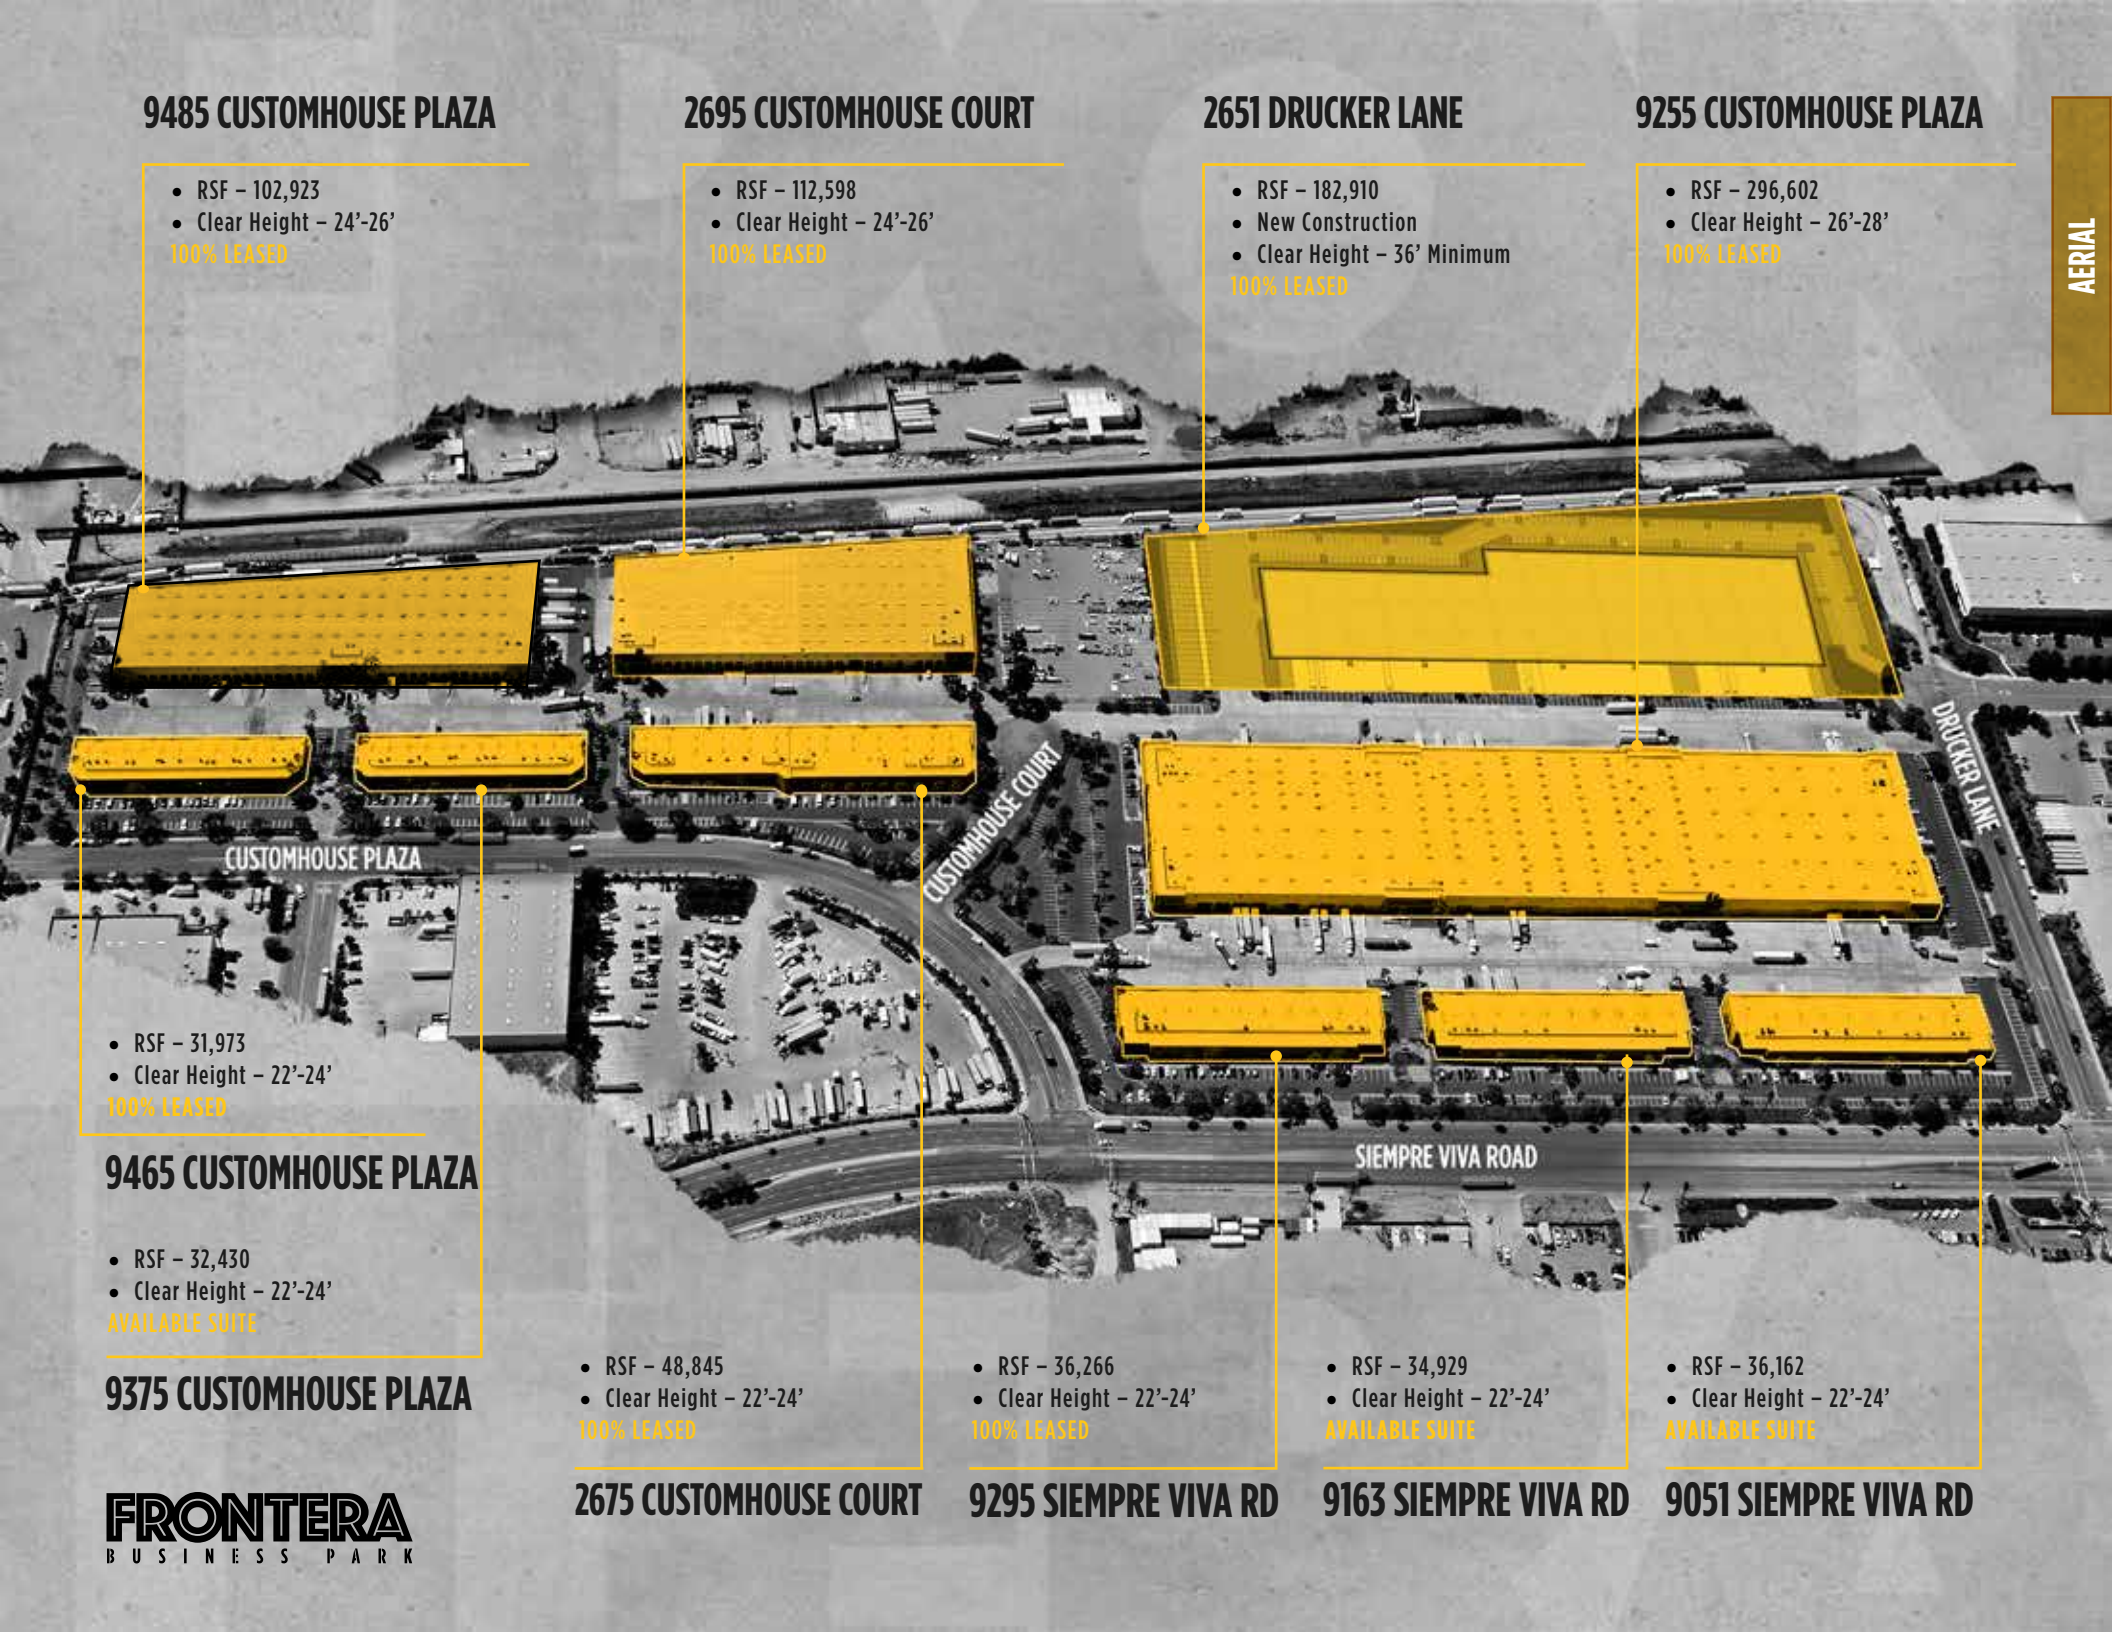 9485 CUSTOMHOUSE PLAZA
• RSF – 102,923
• Clear Height – 24’-26’
100% LEASED
2695 CUSTOMHOUSE COURT
• RSF – 112,598
• Clear Height – 24’-26’
100% LEASED
2651 DRUCKER LANE
• RSF – 182,910
• New Construction
• Clear Height – 36’ Minimum
100% LEASED
9255 CUSTOMHOUSE PLAZA
• RSF – 296,602
• Clear Height – 26’-28’
100% LEASED
AERIAL
DRUCKER LANE
CUSTOMHOUSE COURT
CUSTOMHOUSE PLAZA
SIEMPRE VIVA ROAD
• RSF – 31,973
• Clear Height – 22’-24’
100% LEASED
9465 CUSTOMHOUSE PLAZA
• RSF – 32,430
• Clear Height – 22’-24’
AVAILABLE SUITE
9375 CUSTOMHOUSE PLAZA
• RSF – 48,845
• Clear Height – 22’-24’
100% LEASED
2675 CUSTOMHOUSE COURT
• RSF – 36,266
• Clear Height – 22’-24’
100% LEASED
9295 SIEMPRE VIVA RD
• RSF – 34,929
• Clear Height – 22’-24’
AVAILABLE SUITE
9163 SIEMPRE VIVA RD
• RSF – 36,162
• Clear Height – 22’-24’
AVAILABLE SUITE
9051 SIEMPRE VIVA RD
FRONTERA
BUSINESS PARK